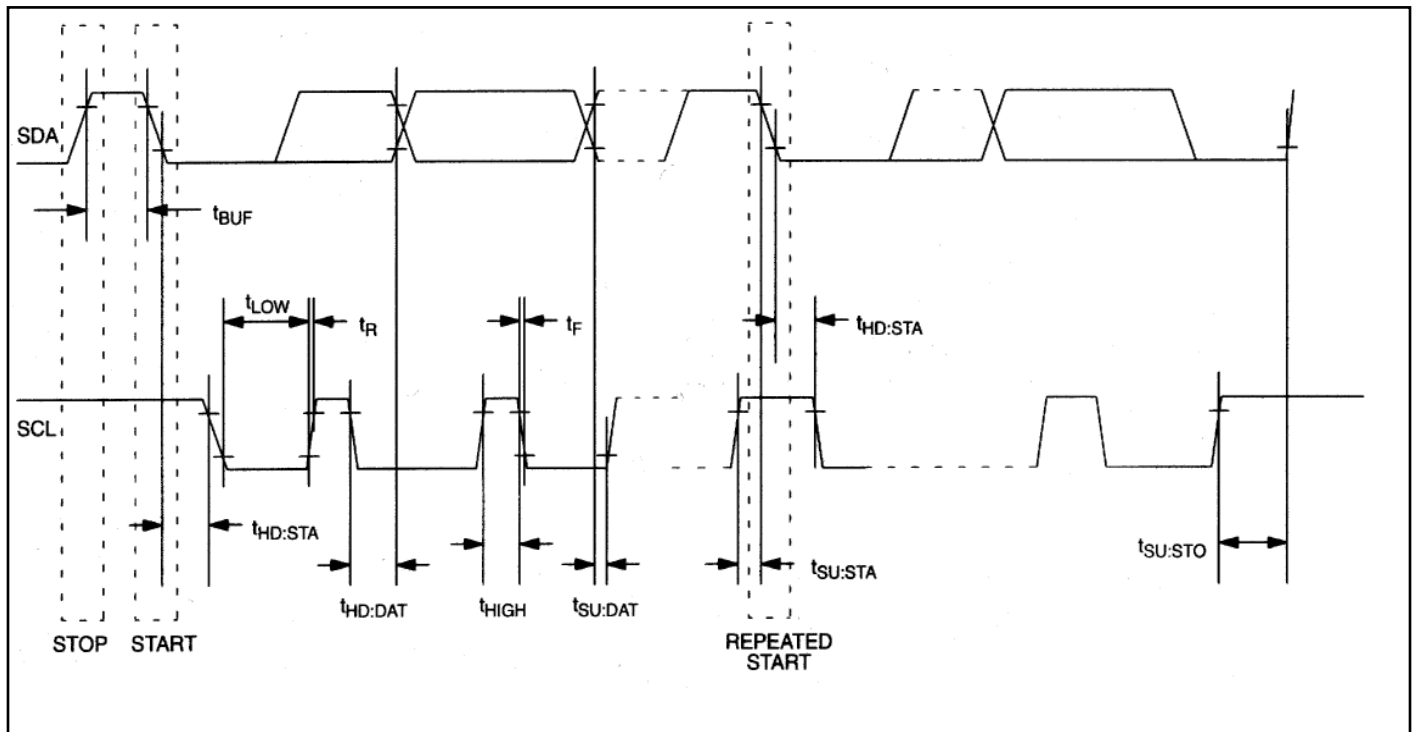 SDA
tBUF
tLOW
tR
tF
tHD:STA
SCL
tHD:STA
tHD:DAT
tHIGH
tSU:DAT
tSU:STA
tSU:STO
STOP
START
REPEATED
START